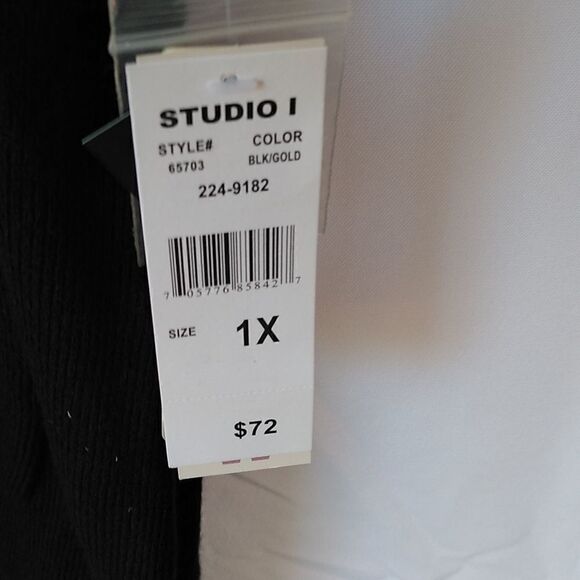 STUDIO I
STYLE# COLOR
65703 BLK/GOLD
224-9182
7 05776 85842 7
SIZE 1X
$72